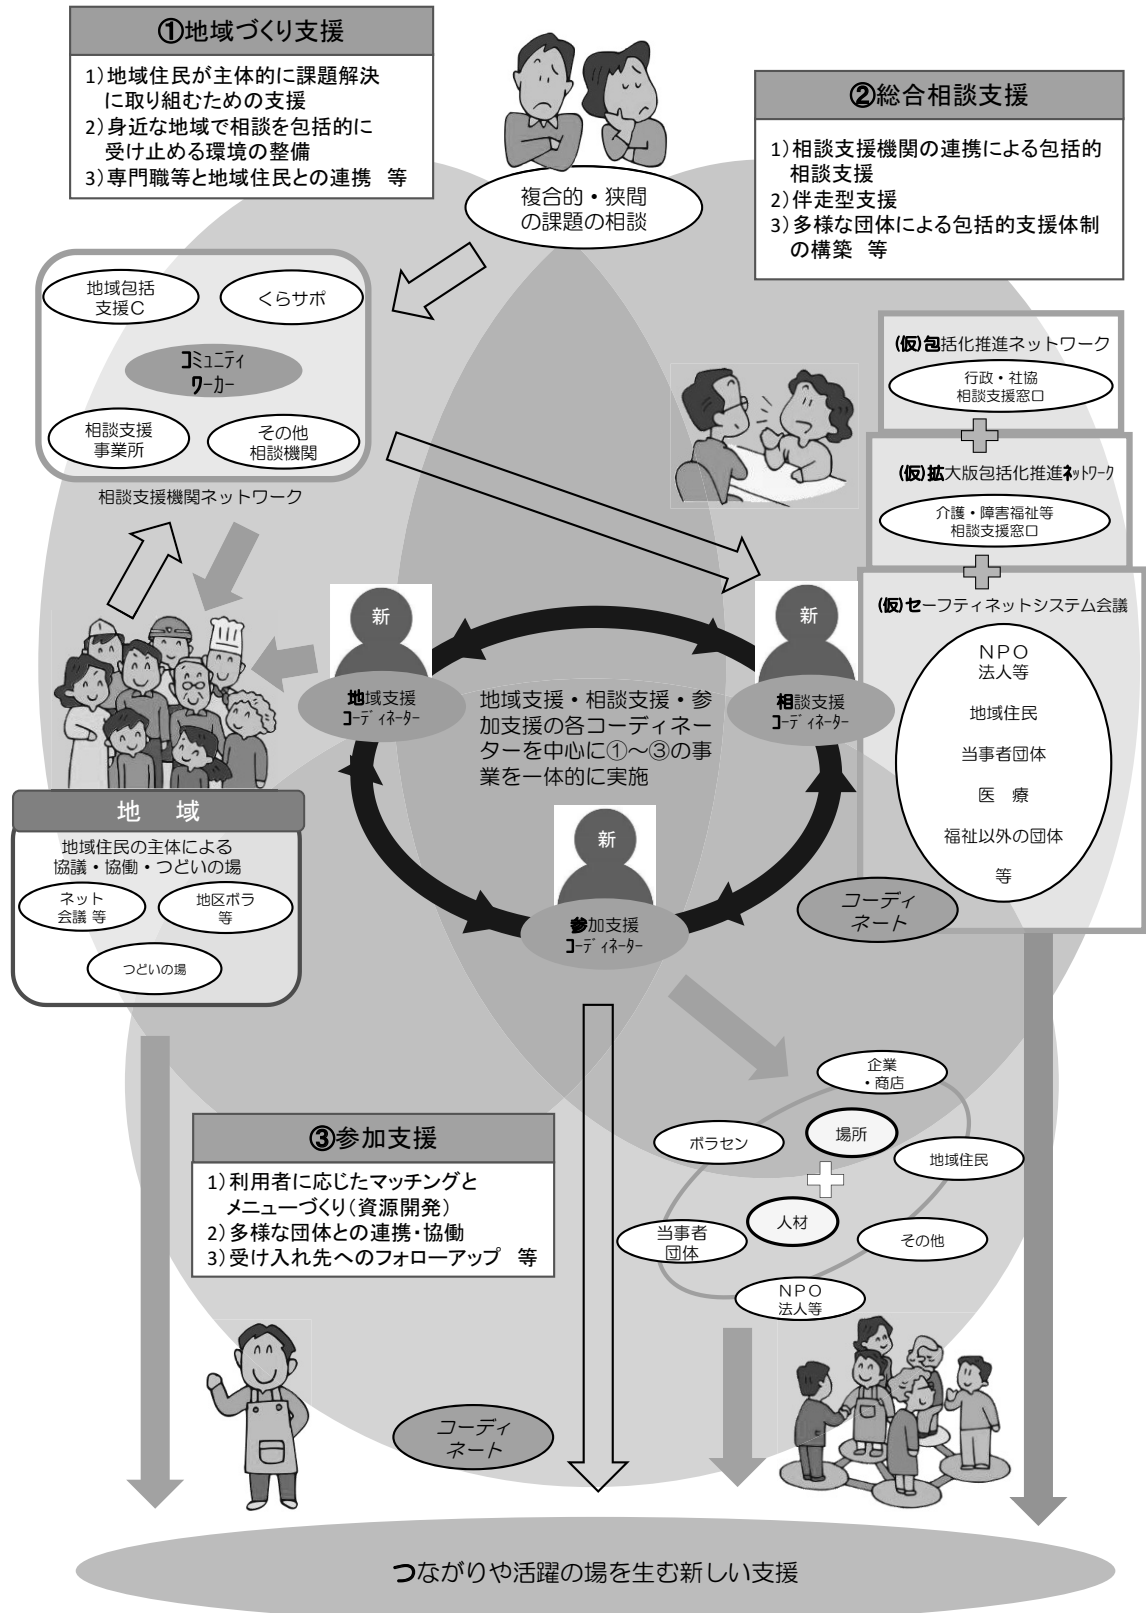 ①地域づくり支援
1)地域住民が主体的に課題解決
に取り組むための支援
2)身近な地域で相談を包括的に
受け止める環境の整備
3)専門職等と地域住民との連携 等
複合的・狭間
の課題の相談
②総合相談支援
1)相談支援機関の連携による包括的
相談支援
2)伴走型支援
3)多様な団体による包括的支援体制
の構築 等
地域包括
支援C
くらサポ
コミュニティ
ワーカー
相談支援
事業所
その他
相談機関
相談支援機関ネットワーク
(仮)包括化推進ネットワーク
行政・社協
相談支援窓口
(仮)拡大版包括化推進ネットワーク
介護・障害福祉等
相談支援窓口
(仮)セーフティネットシステム会議
NPO
法人等
地域住民
当事者団体
医 療
福祉以外の団体
等
コーディ
ネート
新
地域支援
コーディネーター
新
相談支援
コーディネーター
地域支援・相談支援・参
加支援の各コーディネー
ターを中心に①～③の事
業を一体的に実施
新
参加支援
コーディネーター
地 域
地域住民の主体による
協議・協働・つどいの場
ネット
会議 等
地区ボラ
等
つどいの場
③参加支援
1)利用者に応じたマッチングと
メニューづくり(資源開発)
2)多様な団体との連携・協働
3)受け入れ先へのフォローアップ 等
企業
・商店
ボラセン
場所
地域住民
人材
当事者
団体
その他
NPO
法人等
コーディ
ネート
つながりや活躍の場を生む新しい支援